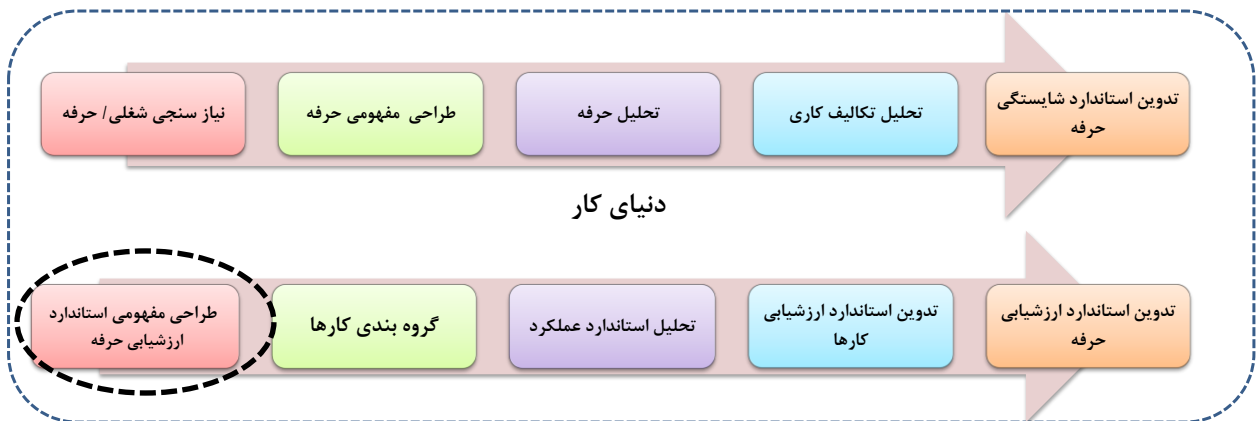 نیاز سنجی شغلی/ حرفه
طراحی مفهومی حرفه
تحلیل حرفه
تحلیل تکالیف کاری
تدوین استاندارد شایستگی
حرفه
دنیای کار
طراحی مفهومی استاندارد
ارزشیابی حرفه
گروه بندی کارها
تحلیل استاندارد عملکرد
تدوین استاندارد ارزشیابی
کارها
تدوین استاندارد ارزشیابی
حرفه